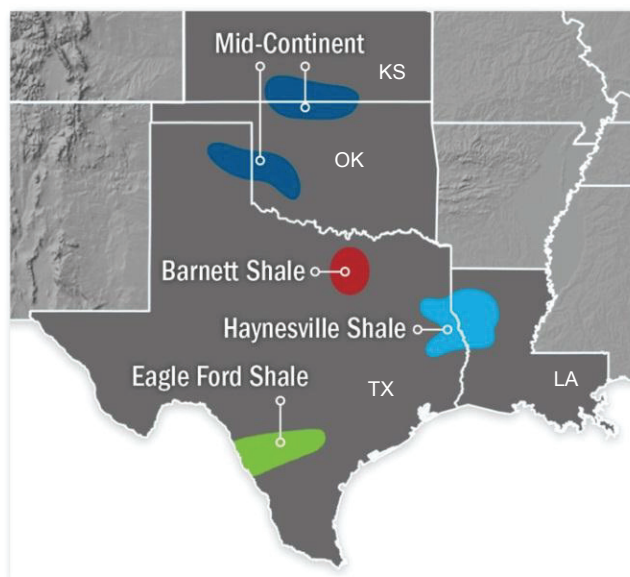 Mid-Continent
KS
OK
Barnett Shale
Haynesville Shale
Eagle Ford Shale
TX
LA